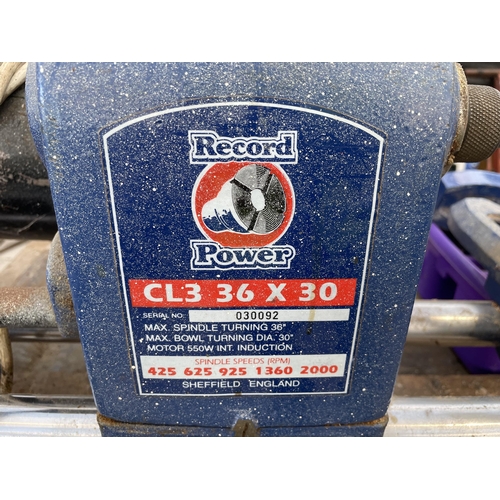 Record
Power
CL3 36 X 30
SERIAL NO: 030092
MAX. SPINDLE TURNING 36"
MAX. BOWL TURNING DIA. 30"
MOTOR 550W INT. INDUCTION
SPINDLE SPEEDS (RPM)
425 625 925 1360 2000
SHEFFIELD ENGLAND